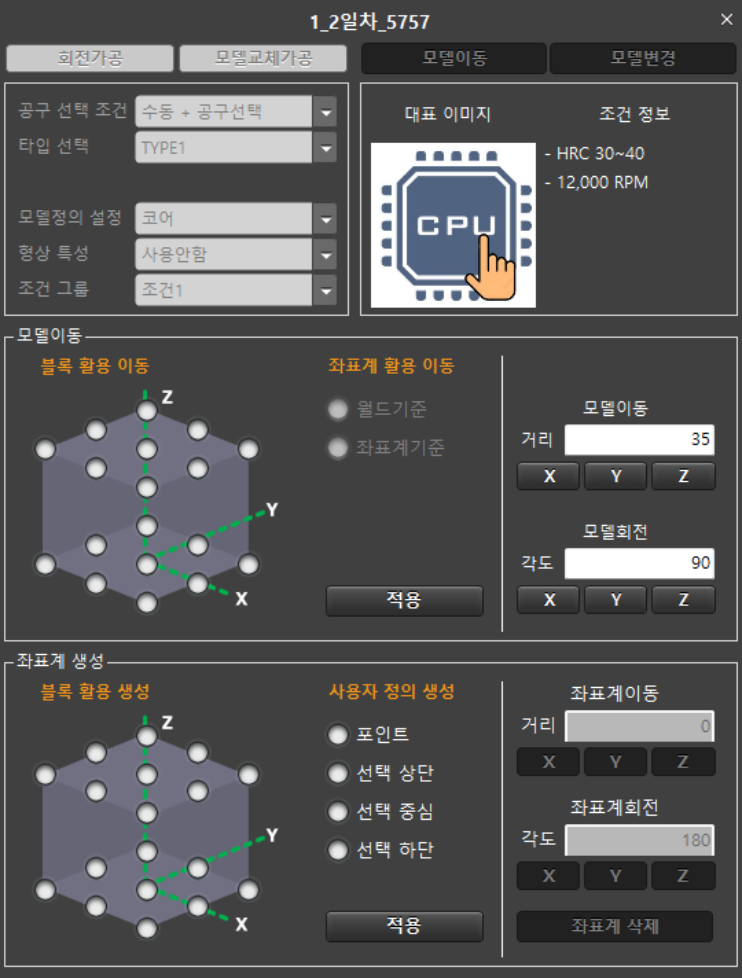 1_2일차_5757
×
회전가공 모델교체가공 모델이동 모델변경
공구 선택 조건 수동 + 공구선택
타입 선택 TYPE1
모델정의 설정 코어
형상 특성 사용안함
조건 그룹 조건1
대표 이미지 조건 정보
CPU
- HRC 30~40
- 12,000 RPM
모델이동
블록 활용 이동
Z
Y
X
좌표계 활용 이동
월드기준
좌표계기준
적용
모델이동
거리 35
X Y Z
모델회전
각도 90
X Y Z
좌표계 생성
블록 활용 생성
Z
Y
X
사용자 정의 생성
포인트
선택 상단
선택 중심
선택 하단
적용
좌표계이동
거리 0
X Y Z
좌표계회전
각도 180
X Y Z
좌표계 삭제